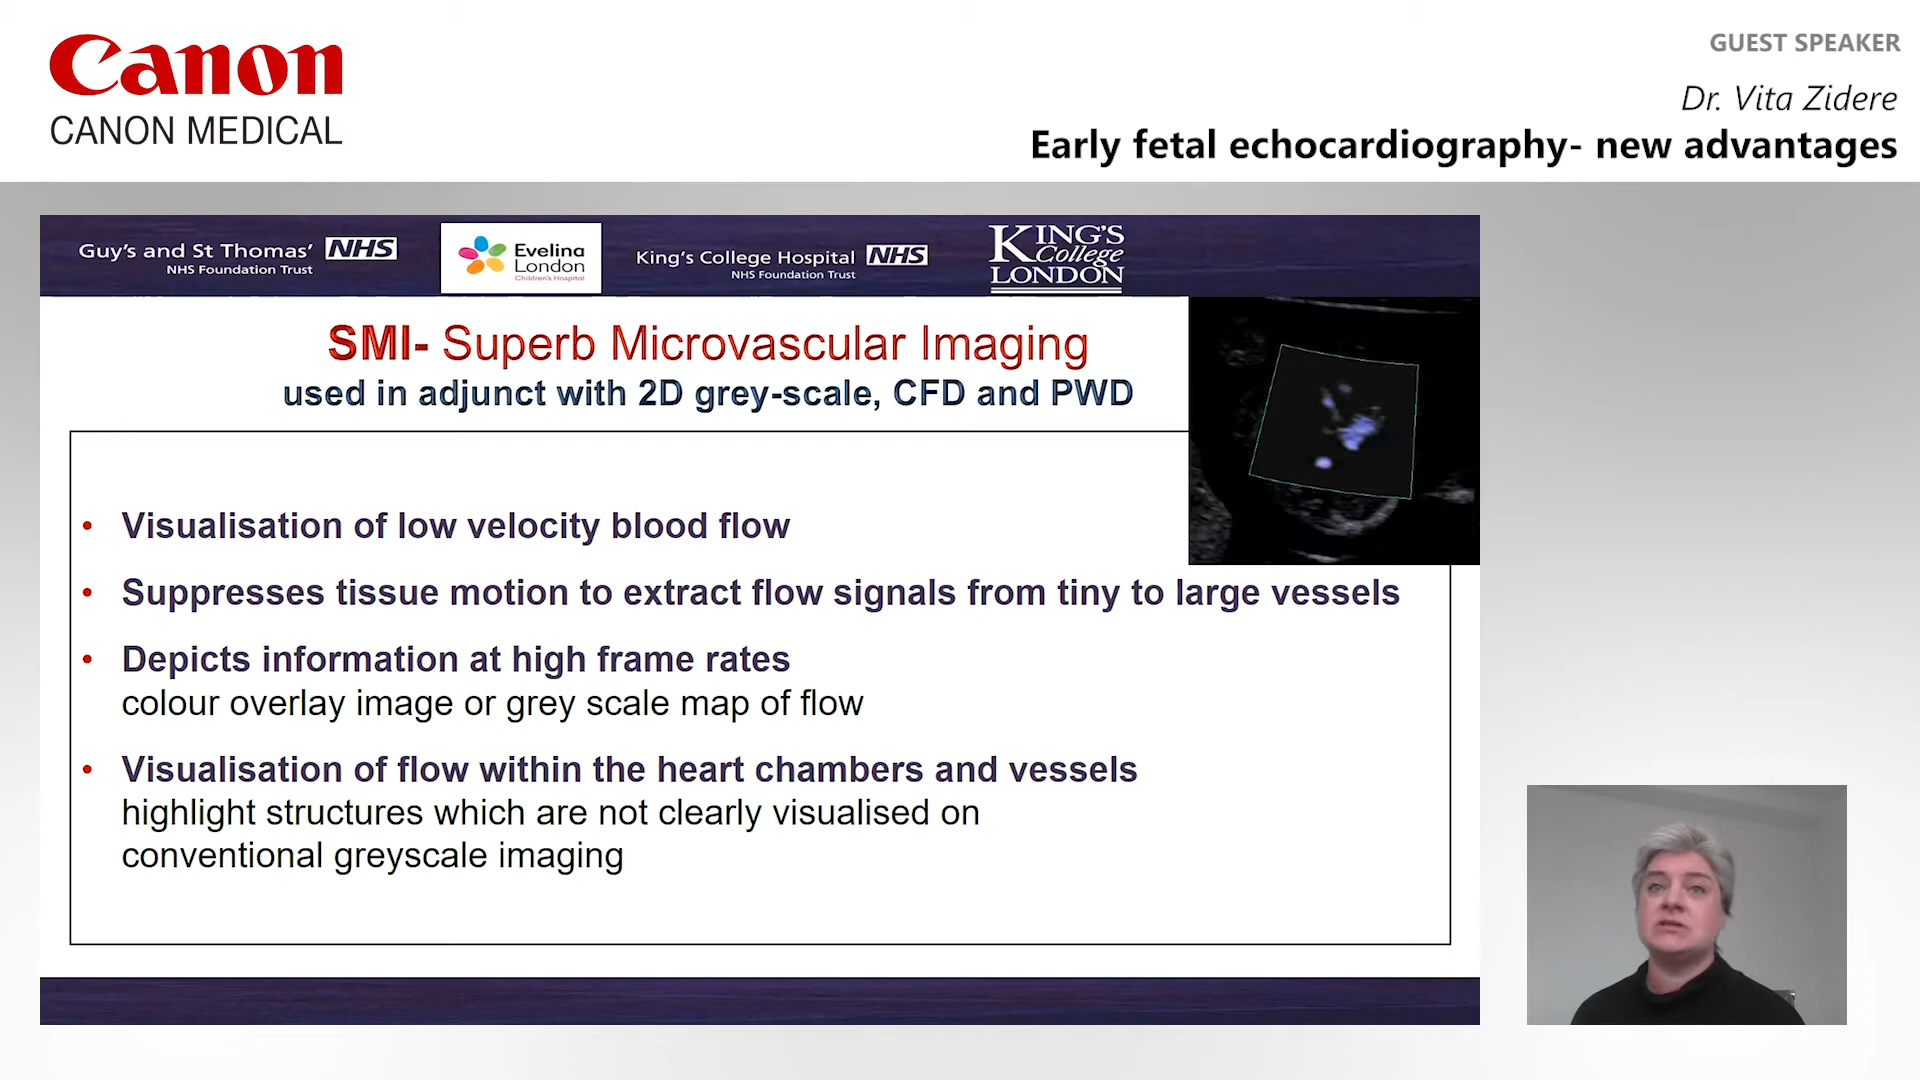 Canon
CANON MEDICAL
GUEST SPEAKER
Dr. Vita Zidere
Early fetal echocardiography- new advantages
Guy's and St Thomas' NHS
NHS Foundation Trust
Evelina
London
Children's Hospital
King's College Hospital NHS
NHS Foundation Trust
KING'S
College
LONDON
SMI- Superb Microvascular Imaging
used in adjunct with 2D grey-scale, CFD and PWD
• Visualisation of low velocity blood flow
• Suppresses tissue motion to extract flow signals from tiny to large vessels
• Depicts information at high frame rates
colour overlay image or grey scale map of flow
• Visualisation of flow within the heart chambers and vessels
highlight structures which are not clearly visualised on
conventional greyscale imaging